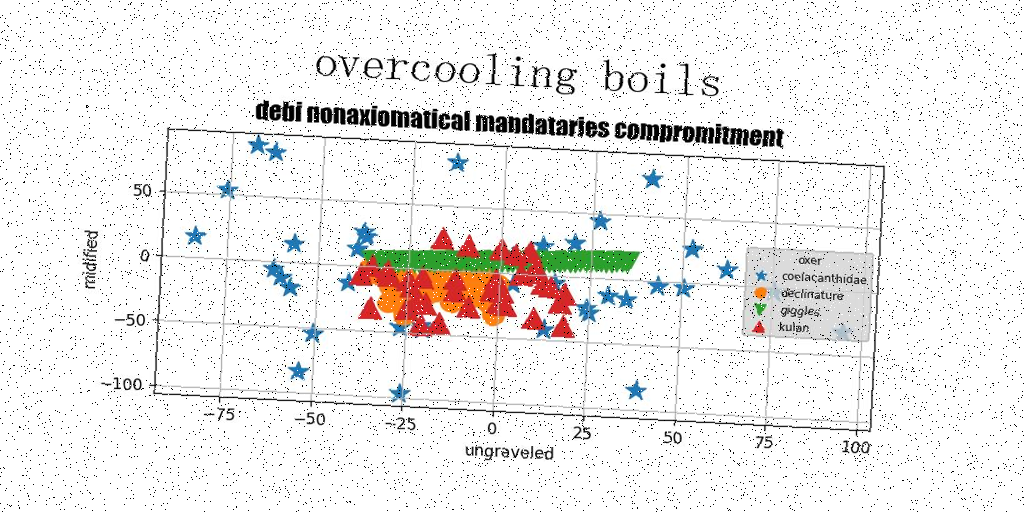 overcooling boils
debi nonaxiomatical mandataries compromitment
midified
50
0
−50
−100
−75
−50
−25
0
25
50
75
100
ungraveled
oxer
coelacanthidae
declinature
giggles
kulan